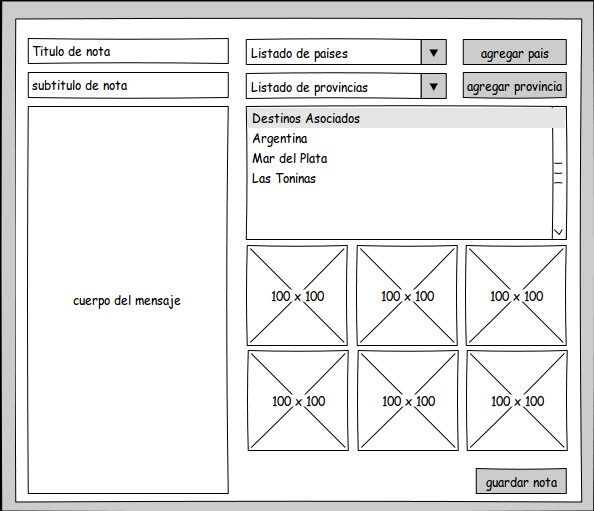 Titulo de nota
subtitulo de nota
cuerpo del mensaje
Listado de paises
agregar pais
Listado de provincias
agregar provincia
Destinos Asociados
Argentina
Mar del Plata
Las Toninas
100 x 100
100 x 100
100 x 100
100 x 100
100 x 100
100 x 100
guardar nota